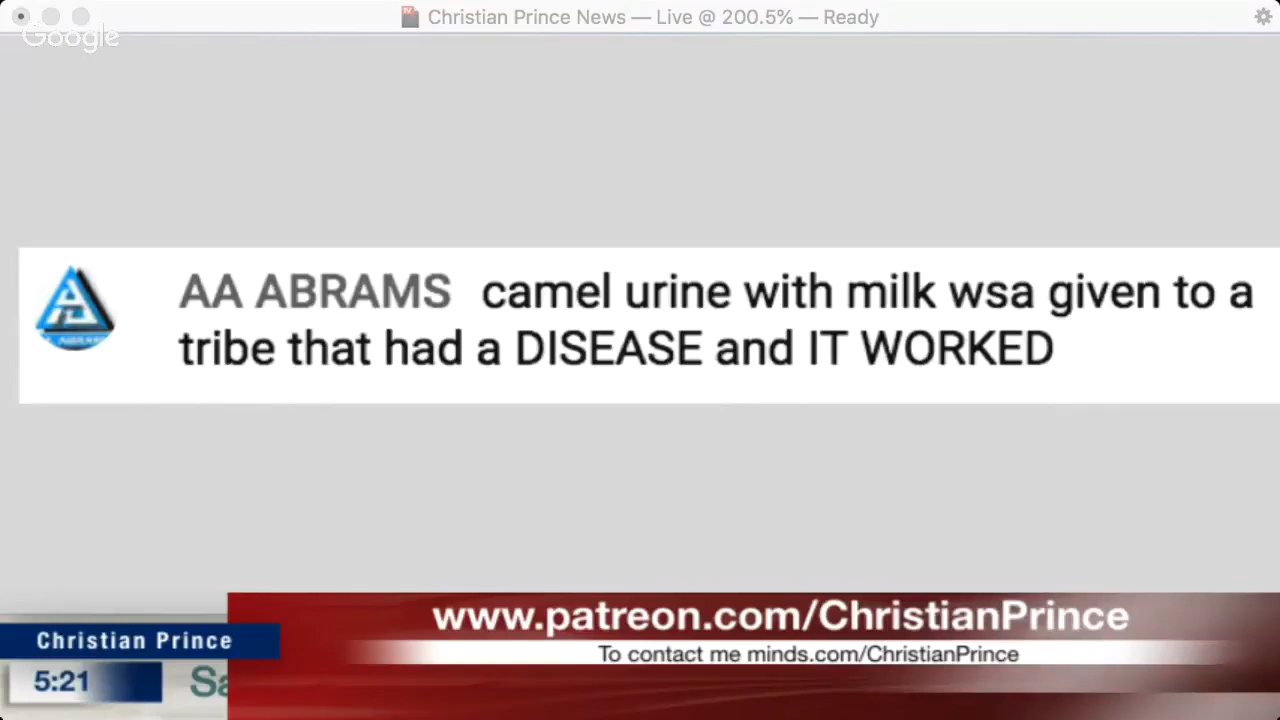 Christian Prince News — Live @ 200.5% — Ready
Google
AA ABRAMS camel urine with milk wsa given to a
tribe that had a DISEASE and IT WORKED
www.patreon.com/ChristianPrince
Christian Prince
To contact me minds.com/ChristianPrince
5:21
Sa